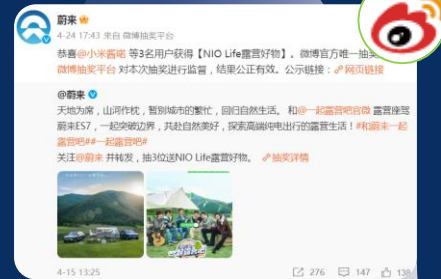 蔚来
4-24 17:43 来自 微博抽奖平台
恭喜@小米酱喏 等3名用户获得【NIO Life露营好物】。微博官方唯一抽奖
微博抽奖平台 对本次抽奖进行监督，结果公正有效。公示链接：网页链接
@蔚来
天地为席，山河作枕，暂别城市的繁忙，回归自然生活。 和@一起露营吧官微 露营座驾
蔚来ES7，一起突破边界，共赴自然美好，探索高端纯电出行的露营生活！#和蔚来一起
露营吧##一起露营吧#
关注@蔚来 并转发，抽3位送NIO Life露营好物。 抽奖详情
4-15 13:25 276 147 138